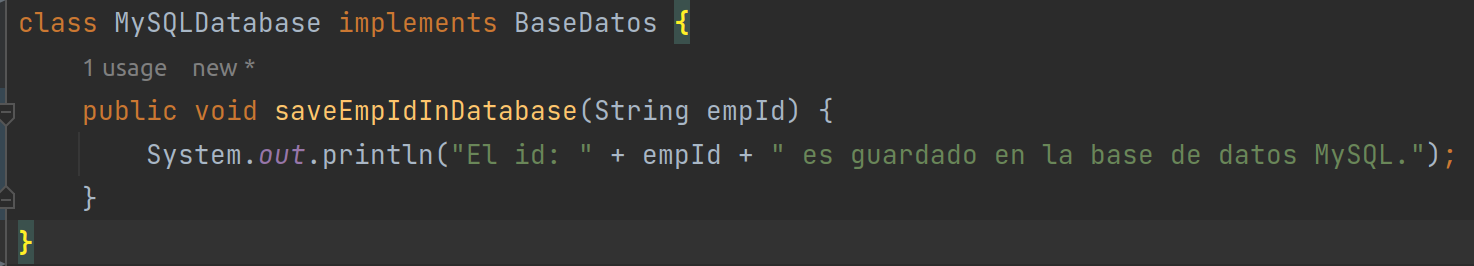 class MySQLDatabase implements BaseDatos {
1 usage   new *
public void saveEmpIdInDatabase(String empId) {
System.out.println("El id: " + empId + " es guardado en la base de datos MySQL.");
}
}